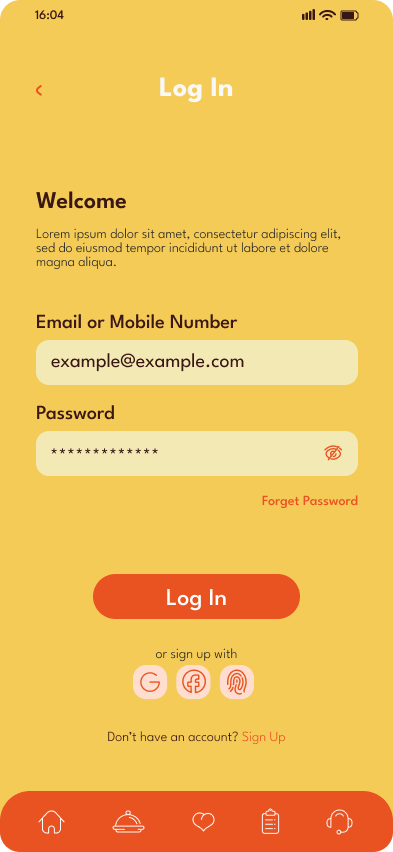 16:04
Log In
Welcome
Lorem ipsum dolor sit amet, consectetur adipiscing elit,
sed do eiusmod tempor incididunt ut labore et dolore
magna aliqua.
Email or Mobile Number
example@example.com
Password
*************
Forget Password
Log In
or sign up with
Don't have an account? Sign Up